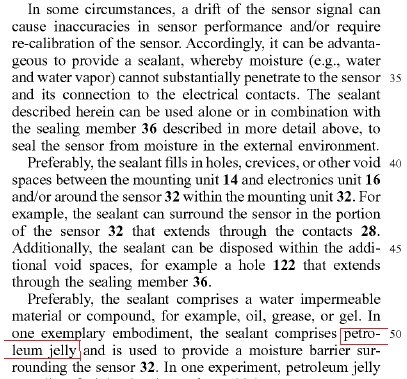 In some circumstances, a drift of the sensor signal can
cause inaccuracies in sensor performance and/or require
re-calibration of the sensor. Accordingly, it can be advanta-
geous to provide a sealant, whereby moisture (e.g., water
and water vapor) cannot substantially penetrate to the sensor 35
and its connection to the electrical contacts. The sealant
described herein can be used alone or in combination with
the sealing member 36 described in more detail above, to
seal the sensor from moisture in the external environment.
Preferably, the sealant fills in holes, crevices, or other void 40
spaces between the mounting unit 14 and electronics unit 16
and/or around the sensor 32 within the mounting unit 32. For
example, the sealant can surround the sensor in the portion
of the sensor 32 that extends through the contacts 28.
Additionally, the sealant can be disposed within the addi- 45
tional void spaces, for example a hole 122 that extends
through the sealing member 36.
Preferably, the sealant comprises a water impermeable
material or compound, for example, oil, grease, or gel. In
one exemplary embodiment, the sealant comprises petro- 50
leum jelly and is used to provide a moisture barrier sur-
rounding the sensor 32. In one experiment, petroleum jelly